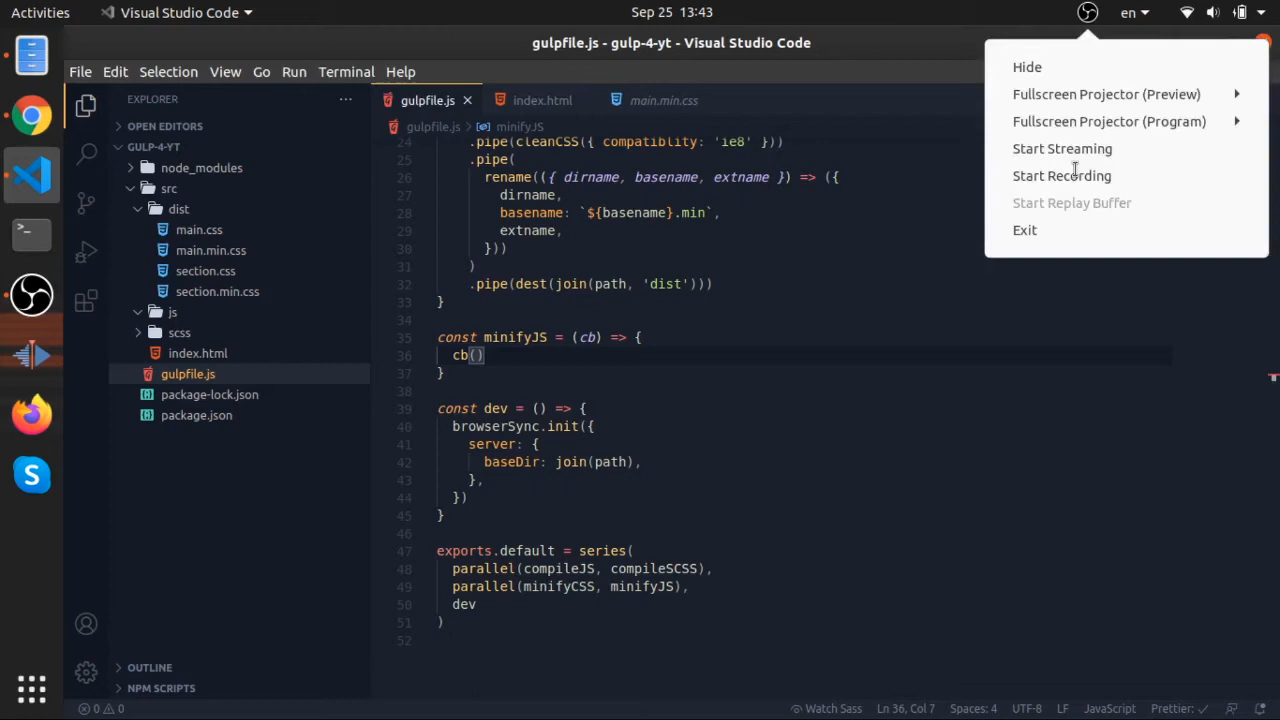 Activities
Visual Studio Code
Sep 25 13:43
en
gulpfile.js - gulp-4-yt - Visual Studio Code
File Edit Selection View Go Run Terminal Help
Hide
Fullscreen Projector (Preview)
Fullscreen Projector (Program)
Start Streaming
Start Recording
Start Replay Buffer
Exit
EXPLORER
OPEN EDITORS
GULP-4-YT
node_modules
src
dist
main.css
main.min.css
section.css
section.min.css
js
scss
index.html
gulpfile.js
package-lock.json
package.json
OUTLINE
NPM SCRIPTS
gulpfile.js
index.html
main.min.css
gulpfile.js > minifyJS
24 .pipe(cleanCSS({ compatiblity: 'ie8' }))
25 .pipe(
26 rename(({ dirname, basename, extname }) => ({
27 dirname,
28 basename: `${basename}.min`,
29 extname,
30 }))
31 )
32 .pipe(dest(join(path, 'dist')))
33 }
34
35 const minifyJS = (cb) => {
36 cb()
37 }
38
39 const dev = () => {
40 browserSync.init({
41 server: {
42 baseDir: join(path),
43 },
44 })
45 }
46
47 exports.default = series(
48 parallel(compileJS, compileSCSS),
49 parallel(minifyCSS, minifyJS),
50 dev
51 )
52
0 0 Watch Sass Ln 36, Col 7 Spaces: 4 UTF-8 LF JavaScript Prettier: ✓